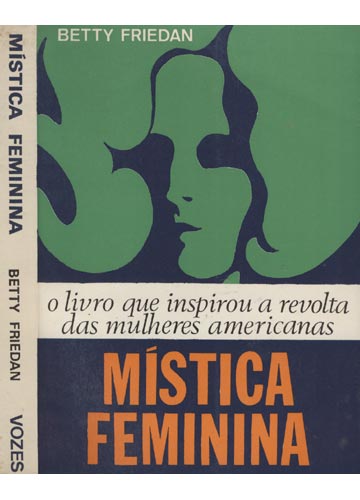 MÍSTICA FEMININA
BETTY FRIEDAN
VOZES
BETTY FRIEDAN
o livro que inspirou a revolta
das mulheres americanas
MÍSTICA
FEMININA